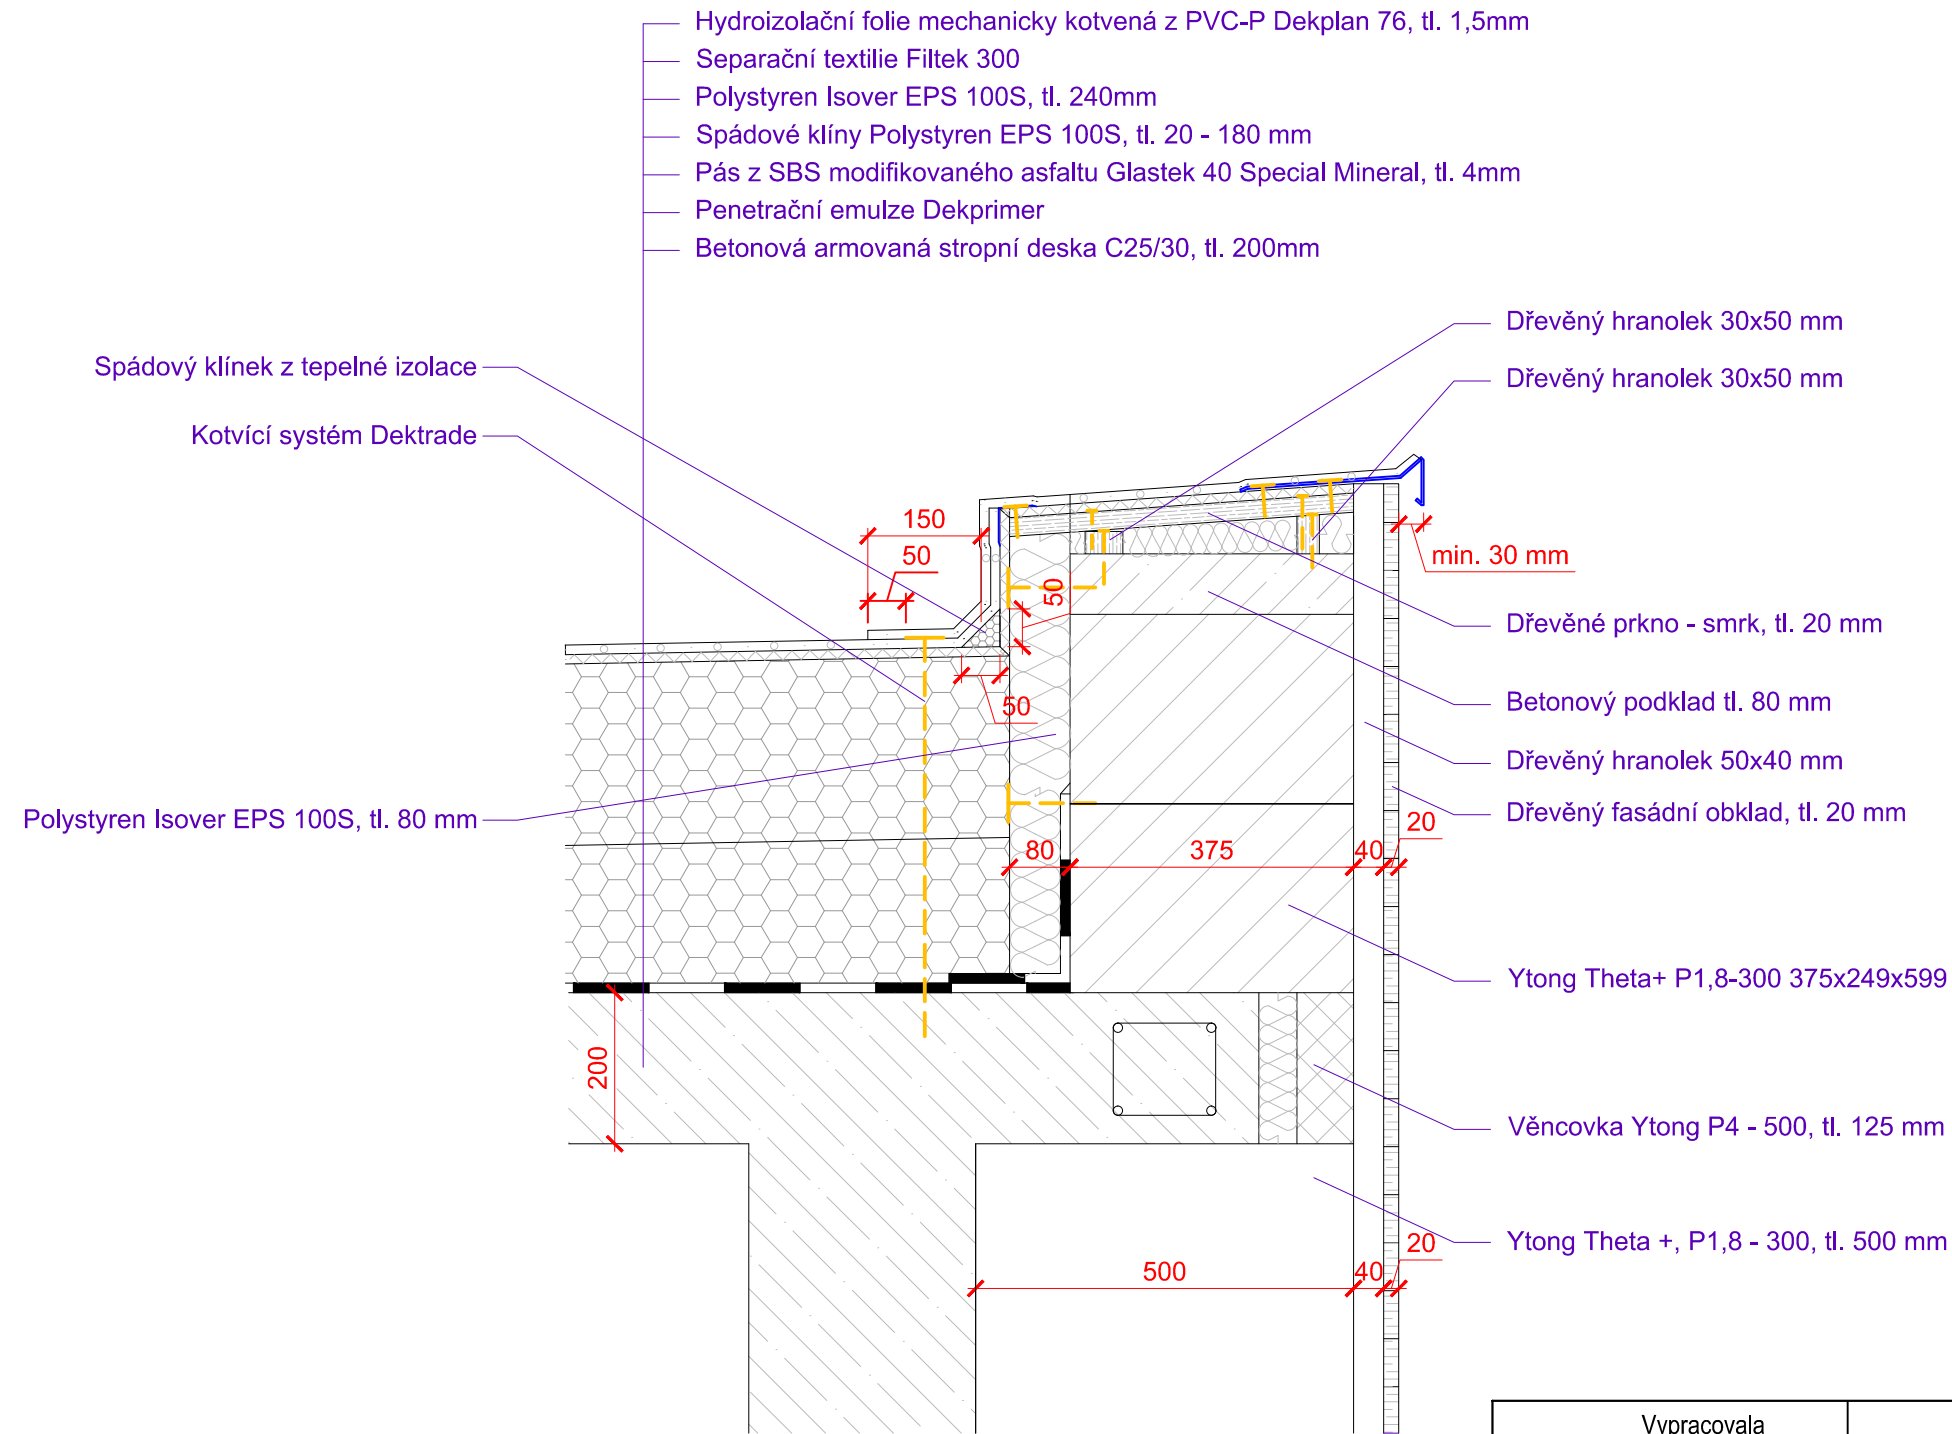 Hydroizolační folie mechanicky kotvená z PVC-P Dekplan 76, tl. 1,5mm
Separační textilie Filtek 300
Polystyren Isover EPS 100S, tl. 240mm
Spádové klíny Polystyren EPS 100S, tl. 20 - 180 mm
Pás z SBS modifikovaného asfaltu Glastek 40 Special Mineral, tl. 4mm
Penetrační emulze Dekprimer
Betonová armovaná stropní deska C25/30, tl. 200mm
Dřevěný hranolek 30x50 mm
Spádový klínek z tepelné izolace
Dřevěný hranolek 30x50 mm
Kotvící systém Dektrade
150
50
min. 30 mm
50
Dřevěné prkno - smrk, tl. 20 mm
50
Betonový podklad tl. 80 mm
Dřevěný hranolek 50x40 mm
Polystyren Isover EPS 100S, tl. 80 mm
Dřevěný fasádní obklad, tl. 20 mm
20
80
375
40
Ytong Theta+ P1,8-300 375x249x599
200
Věncovka Ytong P4 - 500, tl. 125 mm
Ytong Theta +, P1,8 - 300, tl. 500 mm
20
500
40
Vypracovala